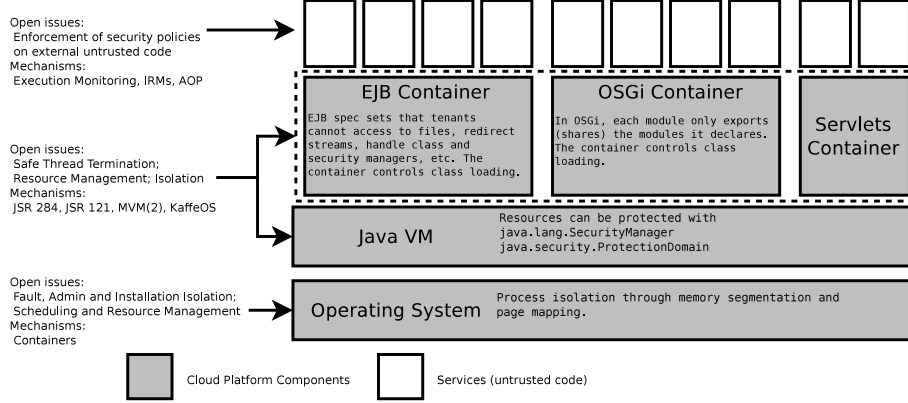 Open issues:
Enforcement of security policies
on external untrusted code
Mechanisms:
Execution Monitoring, IRMs, AOP
EJB Container
EJB spec sets that tenants
cannot access to files, redirect
streams, handle class and
security managers, etc. The
container controls class loading.
OSGi Container
In OSGi, each module only exports
(shares) the modules it declares.
The container controls class
loading.
Servlets
Container
Open issues:
Safe Thread Termination;
Resource Management; Isolation
Mechanisms:
JSR 284, JSR 121, MVM(2), KaffeOS
Java VM
Resources can be protected with
java.lang.SecurityManager
java.security.ProtectionDomain
Open issues:
Fault, Admin and Installation Isolation;
Scheduling and Resource Management
Mechanisms:
Containers
Operating System
Process isolation through memory segmentation and
page mapping.
Cloud Platform Components
Services (untrusted code)